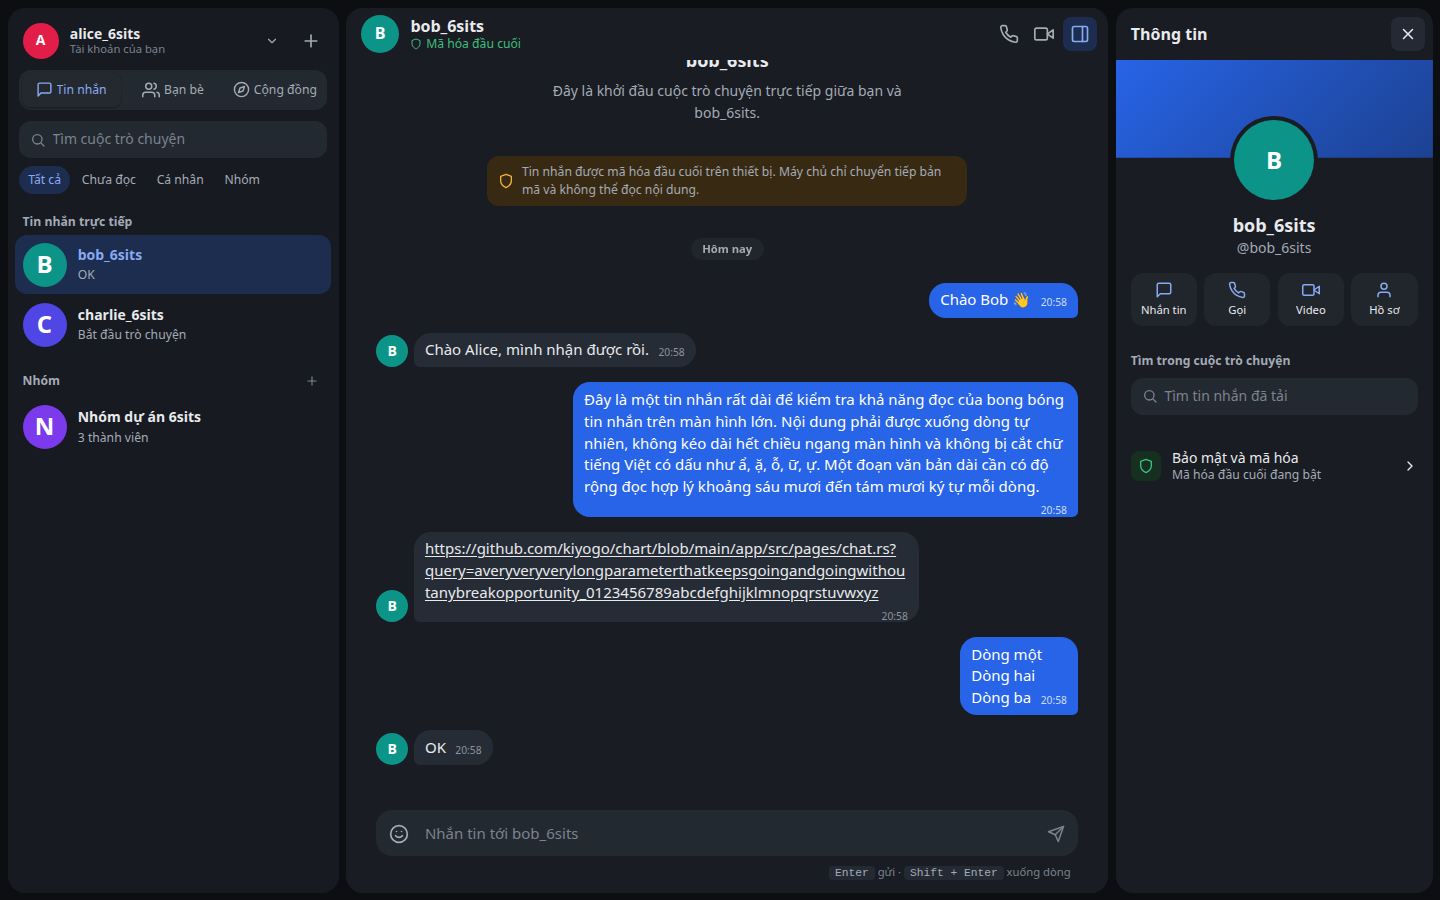 A
alice_6sits
Tài khoản của bạn
Tin nhắn
Bạn bè
Cộng đồng
Tìm cuộc trò chuyện
Tất cả
Chưa đọc
Cá nhân
Nhóm
Tin nhắn trực tiếp
B
bob_6sits
OK
C
charlie_6sits
Bắt đầu trò chuyện
Nhóm
N
Nhóm dự án 6sits
3 thành viên
B
bob_6sits
Mã hóa đầu cuối
bob_6sits
Đây là khởi đầu cuộc trò chuyện trực tiếp giữa bạn và
bob_6sits.
Tin nhắn được mã hóa đầu cuối trên thiết bị. Máy chủ chỉ chuyển tiếp bản
mã và không thể đọc nội dung.
Hôm nay
Chào Bob 👋 20:58
B
Chào Alice, mình nhận được rồi. 20:58
Đây là một tin nhắn rất dài để kiểm tra khả năng đọc của bong bóng
tin nhắn trên màn hình lớn. Nội dung phải được xuống dòng tự
nhiên, không kéo dài hết chiều ngang màn hình và không bị cắt chữ
tiếng Việt có dấu như ấ, ặ, ỗ, ữ, ự. Một đoạn văn bản dài cần có độ
rộng đọc hợp lý khoảng sáu mươi đến tám mươi ký tự mỗi dòng.
20:58
https://github.com/kiyogo/chart/blob/main/app/src/pages/chat.rs?
query=averyveryverylongparameterthatkeepsgoingandgoingwithou
tanybreakopportunity_0123456789abcdefghijklmnopqrstuvwxyz
B
20:58
Dòng một
Dòng hai
Dòng ba 20:58
B
OK 20:58
Nhắn tin tới bob_6sits
Enter gửi · Shift + Enter xuống dòng
Thông tin
B
bob_6sits
@bob_6sits
Nhắn tin
Gọi
Video
Hồ sơ
Tìm trong cuộc trò chuyện
Tìm tin nhắn đã tải
Bảo mật và mã hóa
Mã hóa đầu cuối đang bật